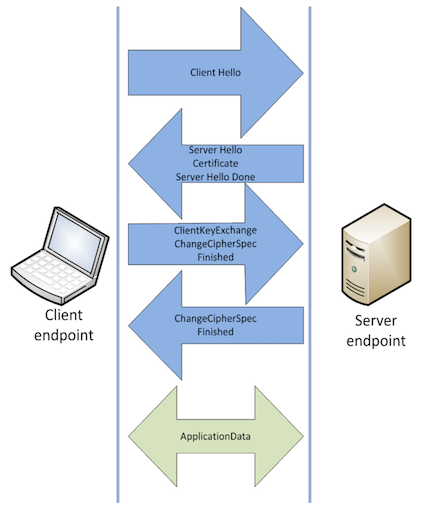 Client Hello
Server Hello
Certificate
Server Hello Done
ClientKeyExchange
ChangeCipherSpec
Finished
Client
endpoint
ChangeCipherSpec
Finished
Server
endpoint
ApplicationData